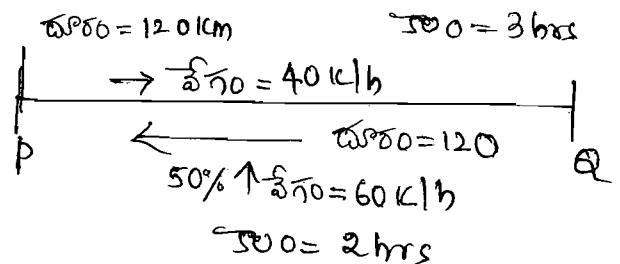 దూరం = 120 Km కాలం = 3 hrs
→ వేగం = 40 K/h
P Q
← దూరం = 120
50% ↑ వేగం = 60 K/h
కాలం = 2 hrs